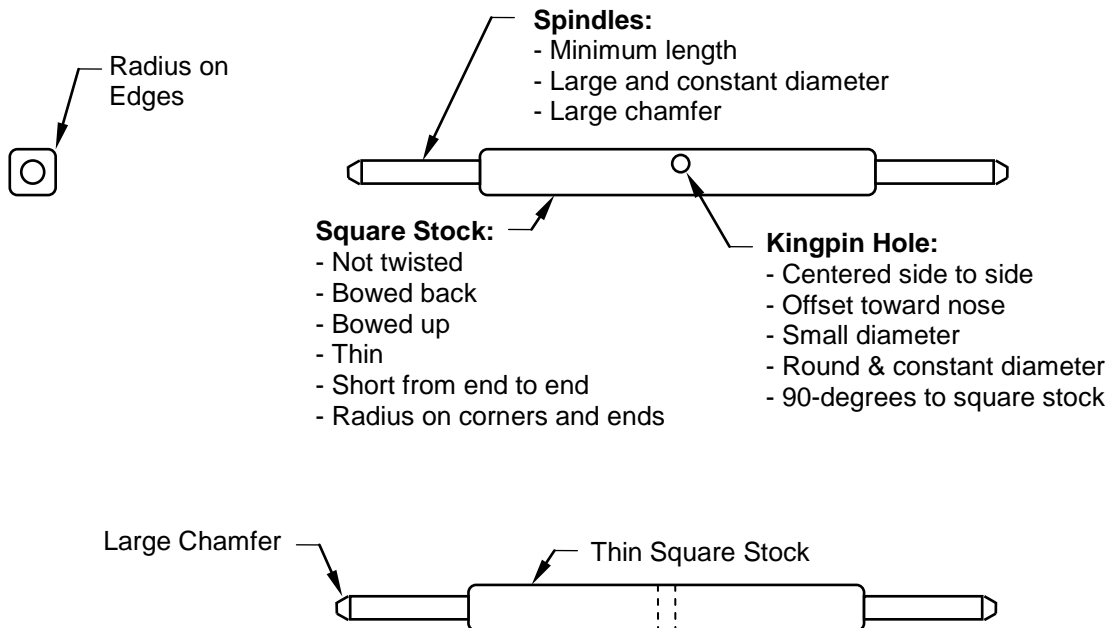 Radius on
Edges
Spindles:
- Minimum length
- Large and constant diameter
- Large chamfer
Square Stock:
- Not twisted
- Bowed back
- Bowed up
- Thin
- Short from end to end
- Radius on corners and ends
Kingpin Hole:
- Centered side to side
- Offset toward nose
- Small diameter
- Round & constant diameter
- 90-degrees to square stock
Large Chamfer
Thin Square Stock